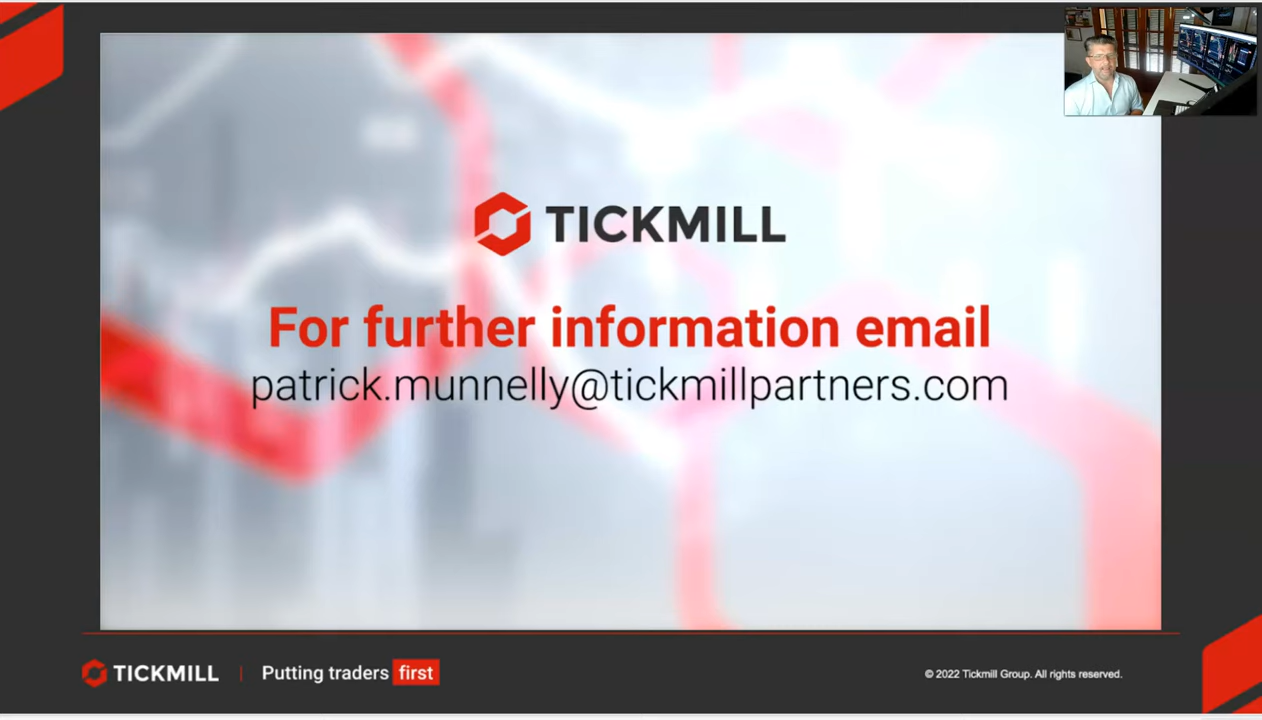 TICKMILL
For further information email
patrick.munnelly@tickmillpartners.com
TICKMILL | Putting traders first
© 2022 Tickmill Group. All rights reserved.